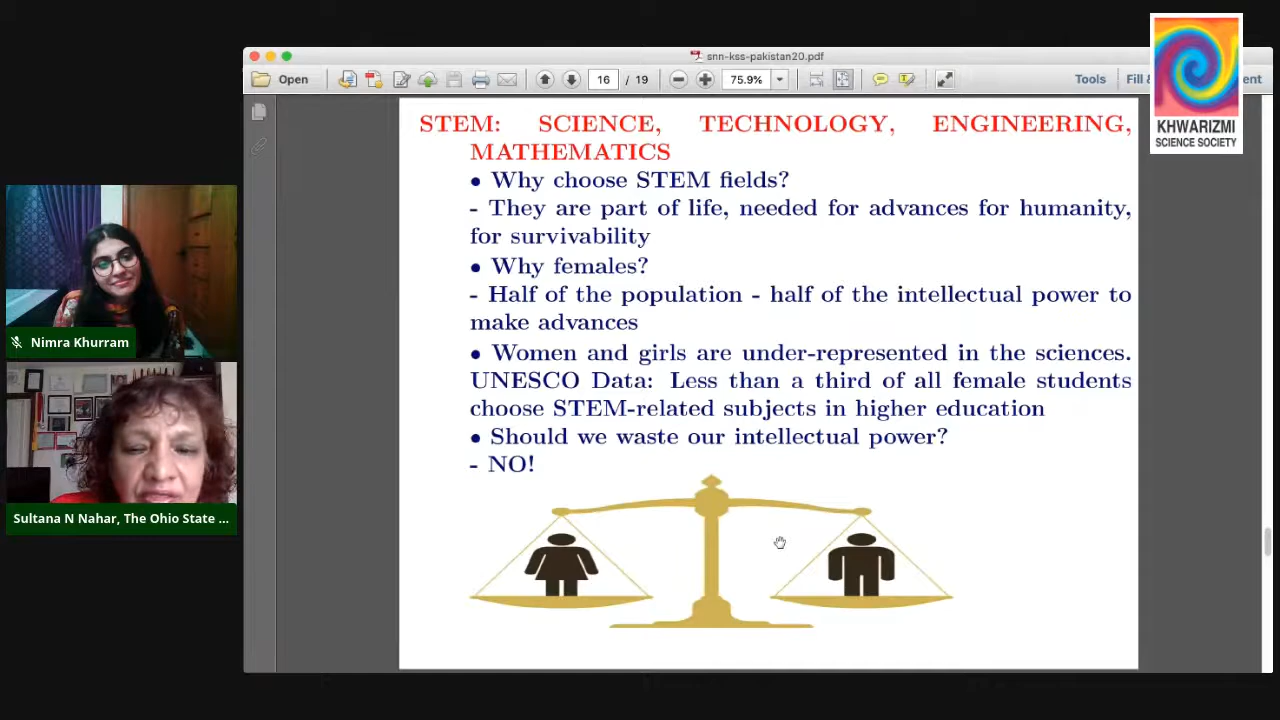 snn-kss-pakistan20.pdf
Open
16 / 19
75.9%
Tools
Fill &
ent
KHWARIZMI
SCIENCE SOCIETY
STEM: SCIENCE, TECHNOLOGY, ENGINEERING,
MATHEMATICS
• Why choose STEM fields?
- They are part of life, needed for advances for humanity,
for survivability
• Why females?
- Half of the population - half of the intellectual power to
make advances
• Women and girls are under-represented in the sciences.
UNESCO Data: Less than a third of all female students
choose STEM-related subjects in higher education
• Should we waste our intellectual power?
- NO!
Nimra Khurram
Sultana N Nahar, The Ohio State ...